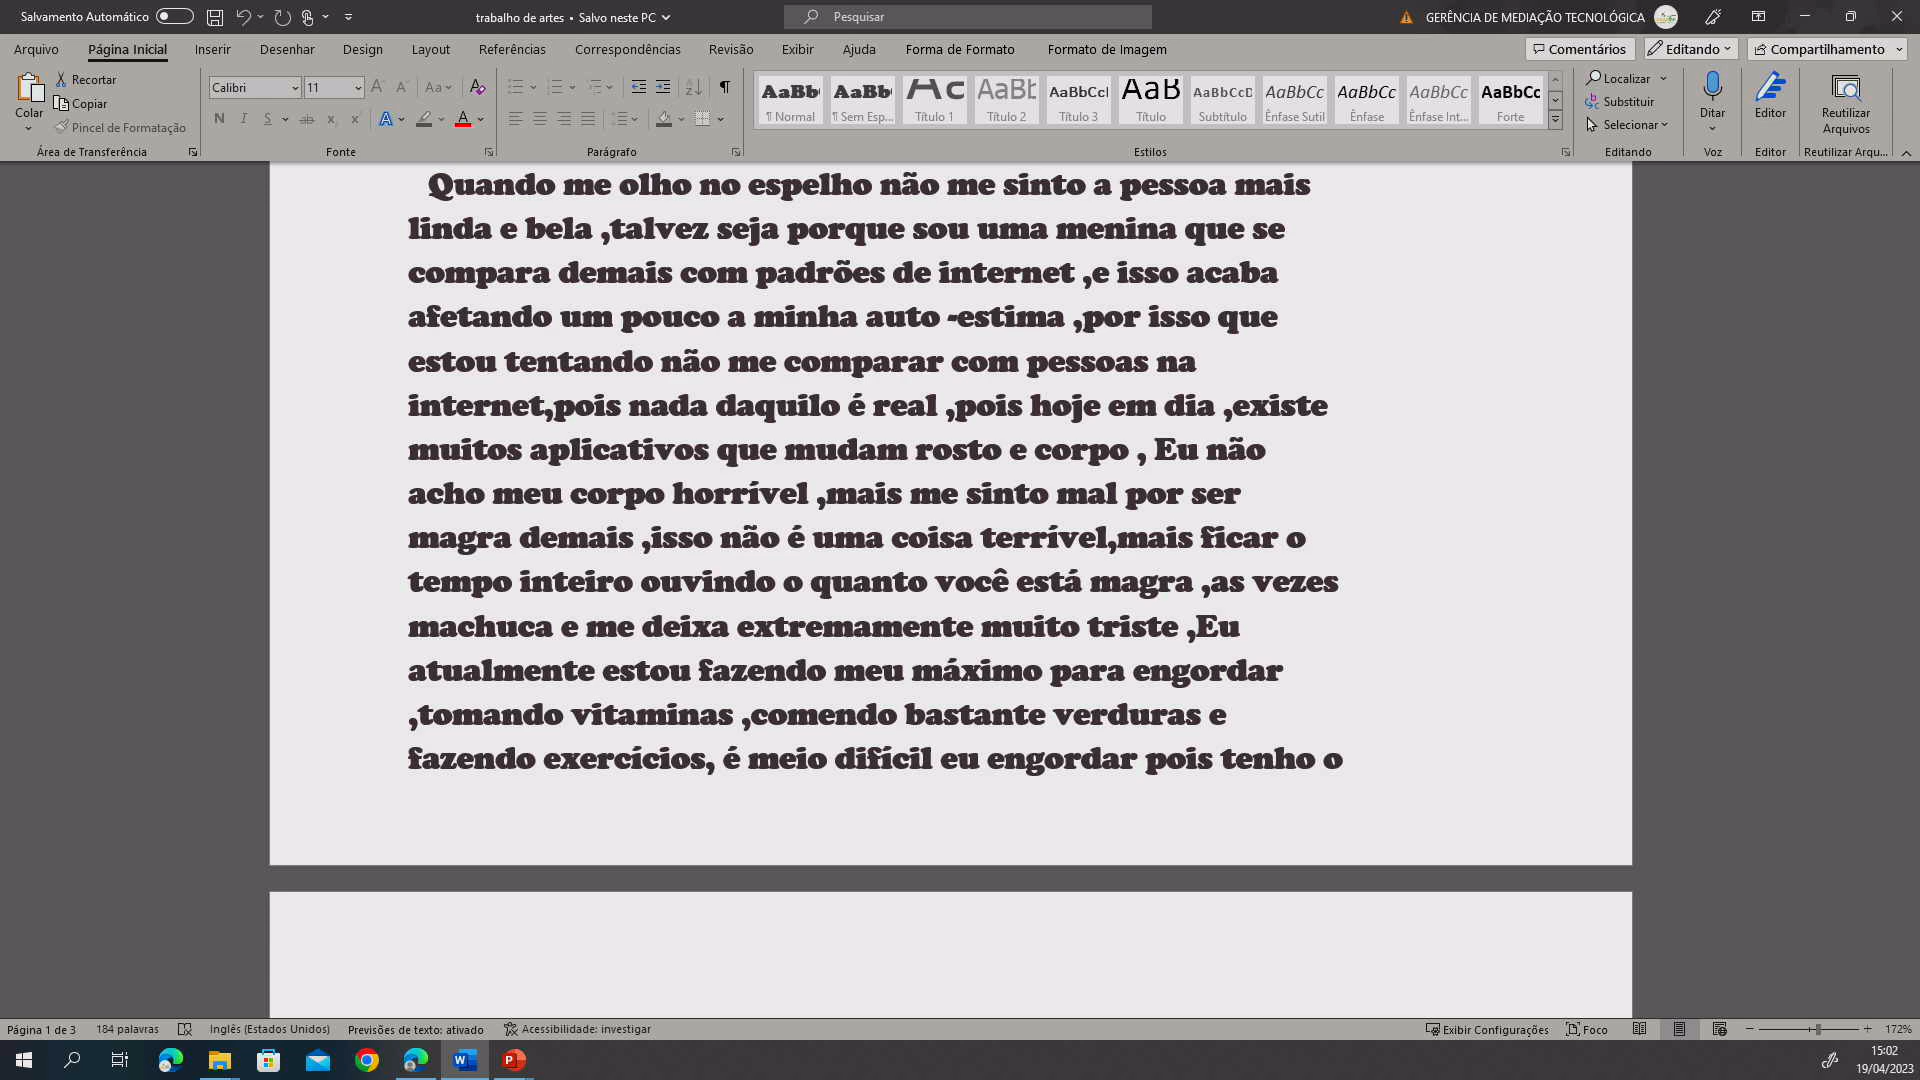 Salvamento Automático
trabalho de artes • Salvo neste PC
Pesquisar
GERÊNCIA DE MEDIAÇÃO TECNOLÓGICA
Arquivo Página Inicial Inserir Desenhar Design Layout Referências Correspondências Revisão Exibir Ajuda Forma de Formato Formato de Imagem
Comentários Editando Compartilhamento
Colar
Recortar
Copiar
Pincel de Formatação
Área de Transferência
Calibri 11
Fonte
Parágrafo
AaBb AaBb Ac AaBb AaBbCcI AaB AaBbCcD AaBbCc AaBbCc AaBbCc AaBbCc
¶ Normal ¶ Sem Esp... Título 1 Título 2 Título 3 Título Subtítulo Ênfase Sutil Ênfase Ênfase Int... Forte
Estilos
Localizar
Substituir
Selecionar
Editando
Ditar
Voz
Editor
Editor
Reutilizar
Arquivos
Reutilizar Arqu...
Quando me olho no espelho não me sinto a pessoa mais
linda e bela ,talvez seja porque sou uma menina que se
compara demais com padrões de internet ,e isso acaba
afetando um pouco a minha auto -estima ,por isso que
estou tentando não me comparar com pessoas na
internet,pois nada daquilo é real ,pois hoje em dia ,existe
muitos aplicativos que mudam rosto e corpo , Eu não
acho meu corpo horrível ,mais me sinto mal por ser
magra demais ,isso não é uma coisa terrível,mais ficar o
tempo inteiro ouvindo o quanto você está magra ,as vezes
machuca e me deixa extremamente muito triste ,Eu
atualmente estou fazendo meu máximo para engordar
,tomando vitaminas ,comendo bastante verduras e
fazendo exercícios, é meio difícil eu engordar pois tenho o
Página 1 de 3 184 palavras Inglês (Estados Unidos) Previsões de texto: ativado Acessibilidade: investigar
Exibir Configurações Foco 172%
15:02
19/04/2023